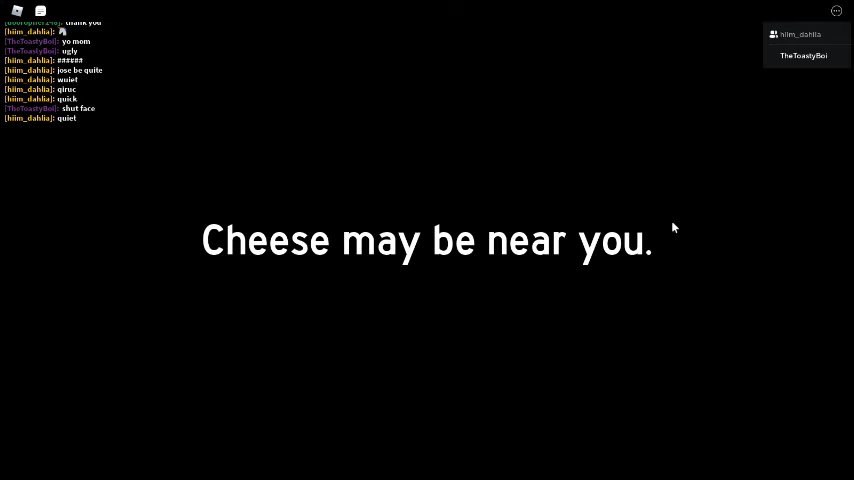 thank you
[hiim_dahlia]:
[TheToastyBoi]: yo mom
[TheToastyBoi]: ugly
[hiim_dahlia]: ######
[hiim_dahlia]: jose be quite
[hiim_dahlia]: wuiet
[hiim_dahlia]: qiruc
[hiim_dahlia]: quick
[TheToastyBoi]: shut face
[hiim_dahlia]: quiet
hiim_dahlia
TheToastyBoi
Cheese may be near you.